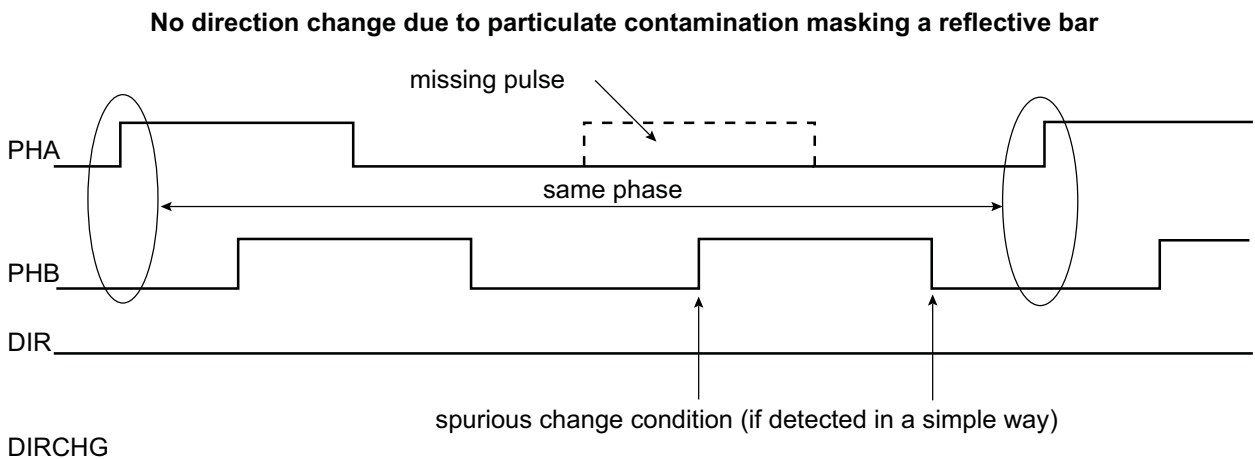 No direction change due to particulate contamination masking a reflective bar
missing pulse
PHA
same phase
PHB
DIR
spurious change condition (if detected in a simple way)
DIRCHG